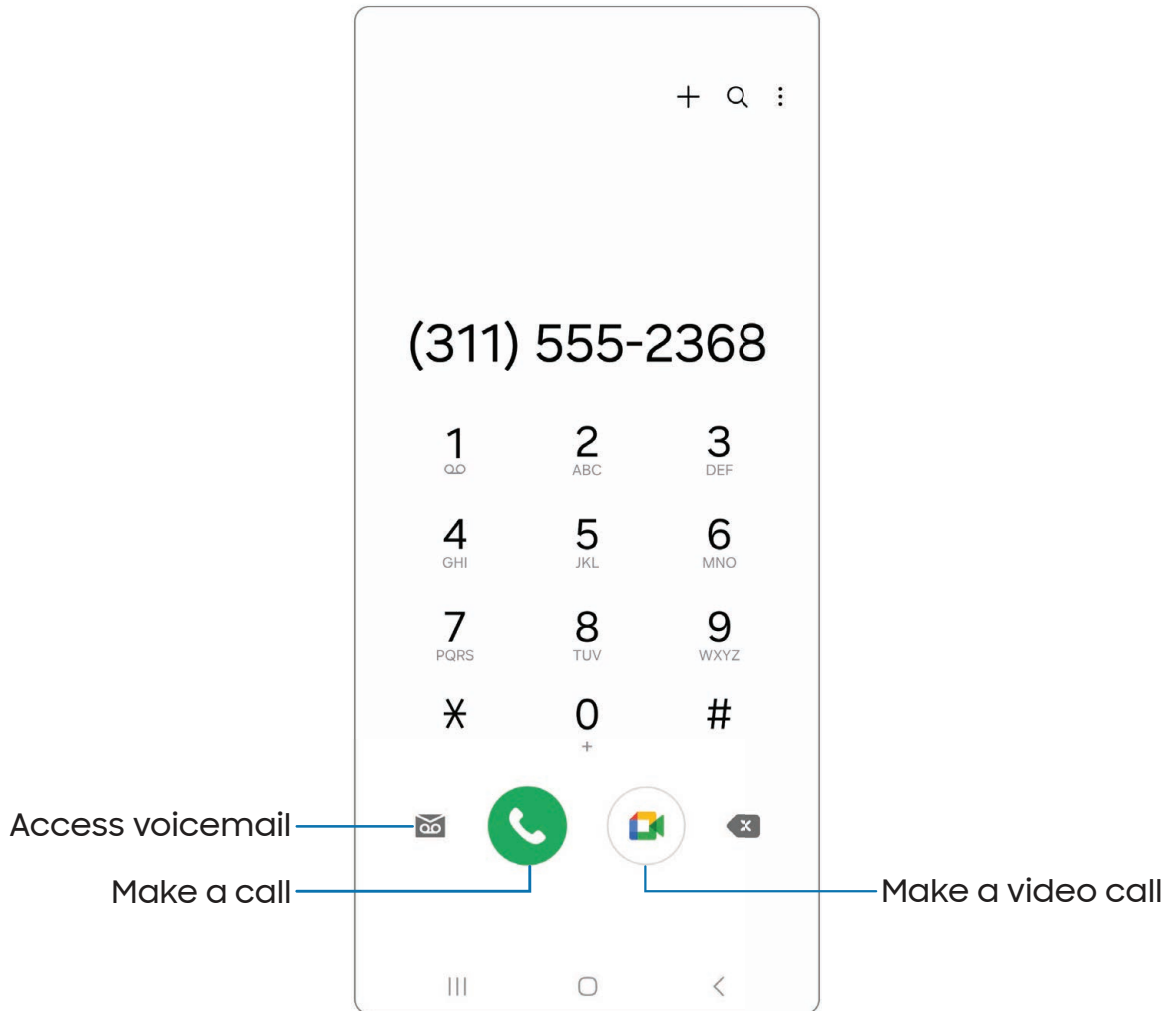 (311) 555-2368
1 2 3
ABC DEF
4 5 6
GHI JKL MNO
7 8 9
PQRS TUV WXYZ
* 0 #
+
Access voicemail
Make a call
Make a video call